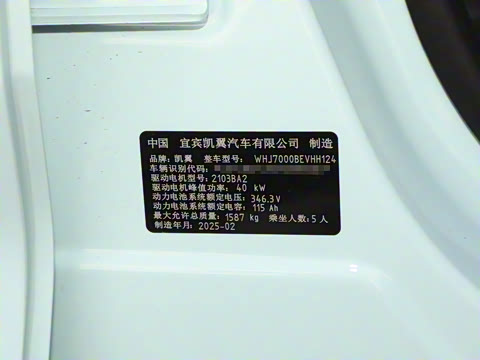 中国 宜宾凯翼汽车有限公司 制造
品牌：凯翼 整车型号：WHJ7000BEVHH124
车辆识别代码：
驱动电机型号：2103BA2
驱动电机峰值功率：40 kW
动力电池系统额定电压：346.3V
动力电池系统额定容量：115 Ah
最大允许总质量：1587 kg 乘坐人数：5人
制造年月：2025-02